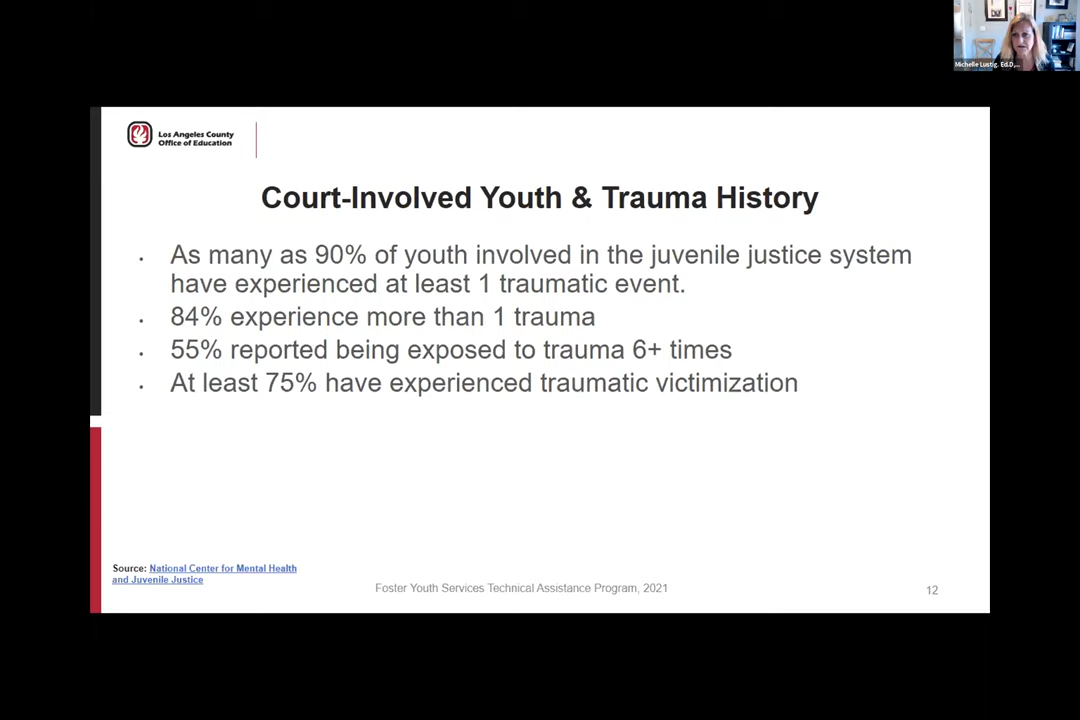 Michelle Lustig. Ed.D,...
Los Angeles County
Office of Education
Court-Involved Youth & Trauma History
• As many as 90% of youth involved in the juvenile justice system
have experienced at least 1 traumatic event.
• 84% experience more than 1 trauma
• 55% reported being exposed to trauma 6+ times
• At least 75% have experienced traumatic victimization
Source: National Center for Mental Health
and Juvenile Justice
Foster Youth Services Technical Assistance Program, 2021
12